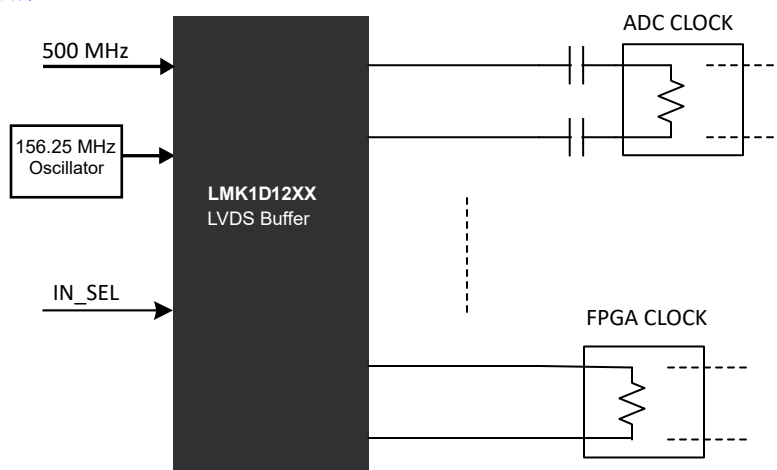 ADC CLOCK
500 MHz
156.25 MHz
Oscillator
LMK1D12XX
LVDS Buffer
IN_SEL
FPGA CLOCK